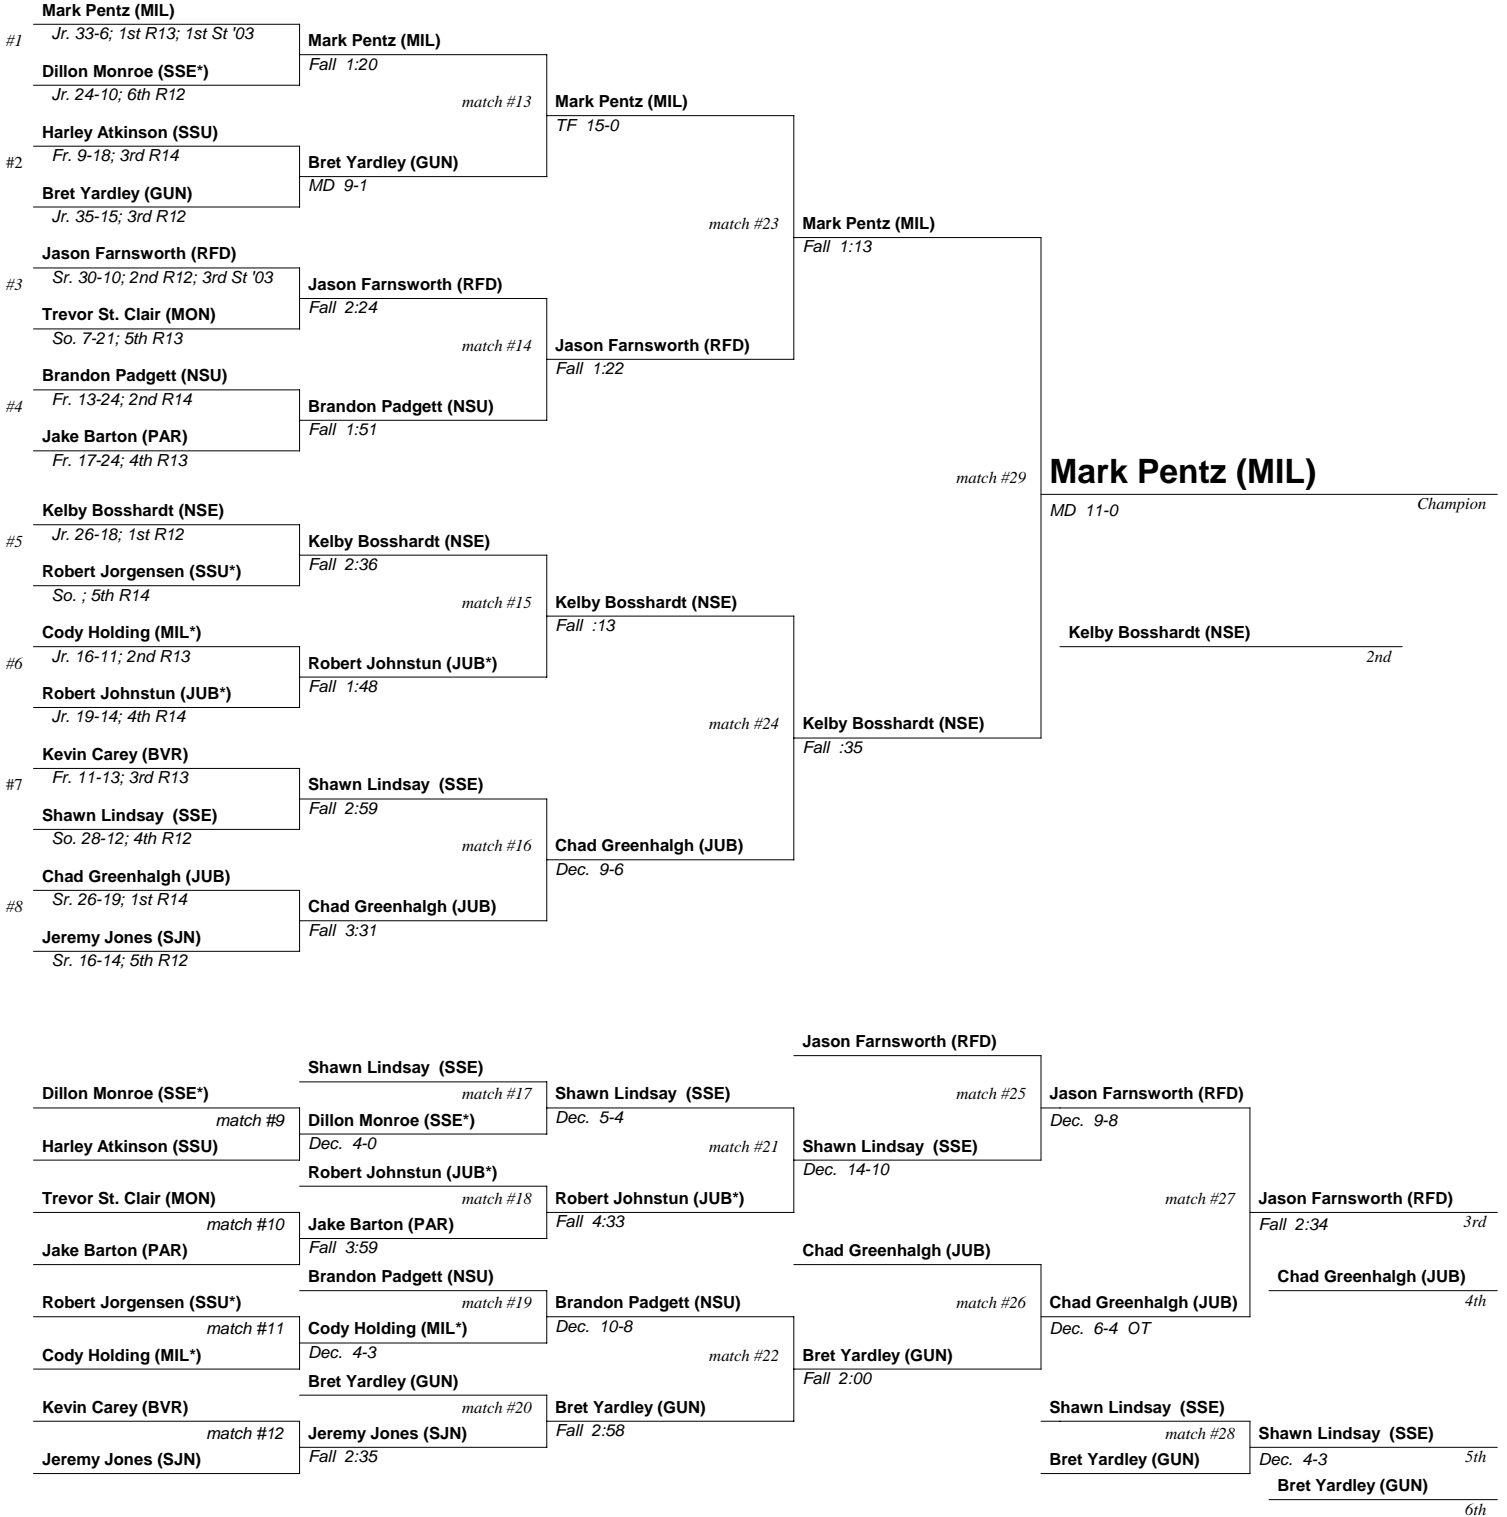 Mark Pentz (MIL)
#1
Jr. 33-6; 1st R13; 1st St '03
Mark Pentz (MIL)
Fall 1:20
Dillon Monroe (SSE*)
Jr. 24-10; 6th R12
match #13
Mark Pentz (MIL)
TF 15-0
Harley Atkinson (SSU)
#2
Fr. 9-18; 3rd R14
Bret Yardley (GUN)
MD 9-1
Bret Yardley (GUN)
Jr. 35-15; 3rd R12
match #23
Mark Pentz (MIL)
Fall 1:13
Jason Farnsworth (RFD)
#3
Sr. 30-10; 2nd R12; 3rd St '03
Jason Farnsworth (RFD)
Fall 2:24
Trevor St. Clair (MON)
So. 7-21; 5th R13
match #14
Jason Farnsworth (RFD)
Fall 1:22
Brandon Padgett (NSU)
#4
Fr. 13-24; 2nd R14
Brandon Padgett (NSU)
Fall 1:51
Jake Barton (PAR)
Fr. 17-24; 4th R13
match #29
Mark Pentz (MIL)
MD 11-0
Champion
Kelby Bosshardt (NSE)
#5
Jr. 26-18; 1st R12
Kelby Bosshardt (NSE)
Fall 2:36
Robert Jorgensen (SSU*)
So. ; 5th R14
match #15
Kelby Bosshardt (NSE)
Fall :13
Kelby Bosshardt (NSE)
2nd
Cody Holding (MIL*)
#6
Jr. 16-11; 2nd R13
Robert Johnstun (JUB*)
Fall 1:48
Robert Johnstun (JUB*)
Jr. 19-14; 4th R14
match #24
Kelby Bosshardt (NSE)
Fall :35
Kevin Carey (BVR)
#7
Fr. 11-13; 3rd R13
Shawn Lindsay (SSE)
Fall 2:59
Shawn Lindsay (SSE)
So. 28-12; 4th R12
match #16
Chad Greenhalgh (JUB)
Dec. 9-6
Chad Greenhalgh (JUB)
#8
Sr. 26-19; 1st R14
Chad Greenhalgh (JUB)
Fall 3:31
Jeremy Jones (SJN)
Sr. 16-14; 5th R12
Jason Farnsworth (RFD)
Shawn Lindsay (SSE)
Dillon Monroe (SSE*)
match #17
Shawn Lindsay (SSE)
Dec. 5-4
match #25
Jason Farnsworth (RFD)
Dec. 9-8
match #9
Dillon Monroe (SSE*)
Dec. 4-0
Harley Atkinson (SSU)
match #21
Shawn Lindsay (SSE)
Dec. 14-10
Robert Johnstun (JUB*)
Trevor St. Clair (MON)
match #18
Robert Johnstun (JUB*)
Fall 4:33
match #27
Jason Farnsworth (RFD)
Fall 2:34
3rd
match #10
Jake Barton (PAR)
Fall 3:59
Jake Barton (PAR)
Chad Greenhalgh (JUB)
Brandon Padgett (NSU)
Chad Greenhalgh (JUB)
4th
Robert Jorgensen (SSU*)
match #19
Brandon Padgett (NSU)
Dec. 10-8
match #26
Chad Greenhalgh (JUB)
Dec. 6-4 OT
match #11
Cody Holding (MIL*)
Dec. 4-3
Cody Holding (MIL*)
match #22
Bret Yardley (GUN)
Fall 2:00
Bret Yardley (GUN)
Kevin Carey (BVR)
match #20
Bret Yardley (GUN)
Fall 2:58
Shawn Lindsay (SSE)
match #12
Jeremy Jones (SJN)
Fall 2:35
match #28
Shawn Lindsay (SSE)
Dec. 4-3
5th
Jeremy Jones (SJN)
Bret Yardley (GUN)
Bret Yardley (GUN)
6th